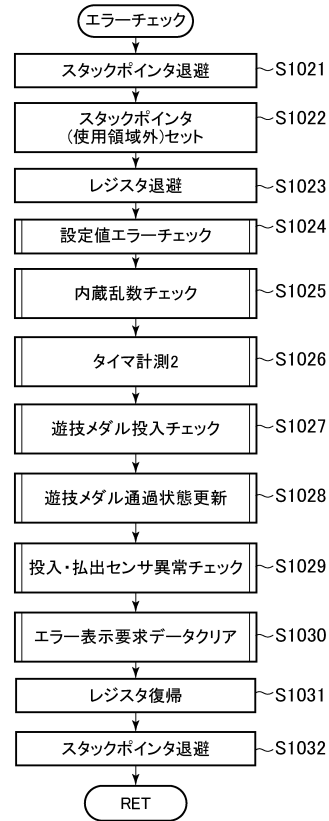 エラーチェック
スタックポインタ退避
S1021
スタックポインタ
(使用領域外)セット
S1022
レジスタ退避
S1023
設定値エラーチェック
S1024
内蔵乱数チェック
S1025
タイマ計測2
S1026
遊技メダル投入チェック
S1027
遊技メダル通過状態更新
S1028
投入・払出センサ異常チェック
S1029
エラー表示要求データクリア
S1030
レジスタ復帰
S1031
スタックポインタ退避
S1032
RET